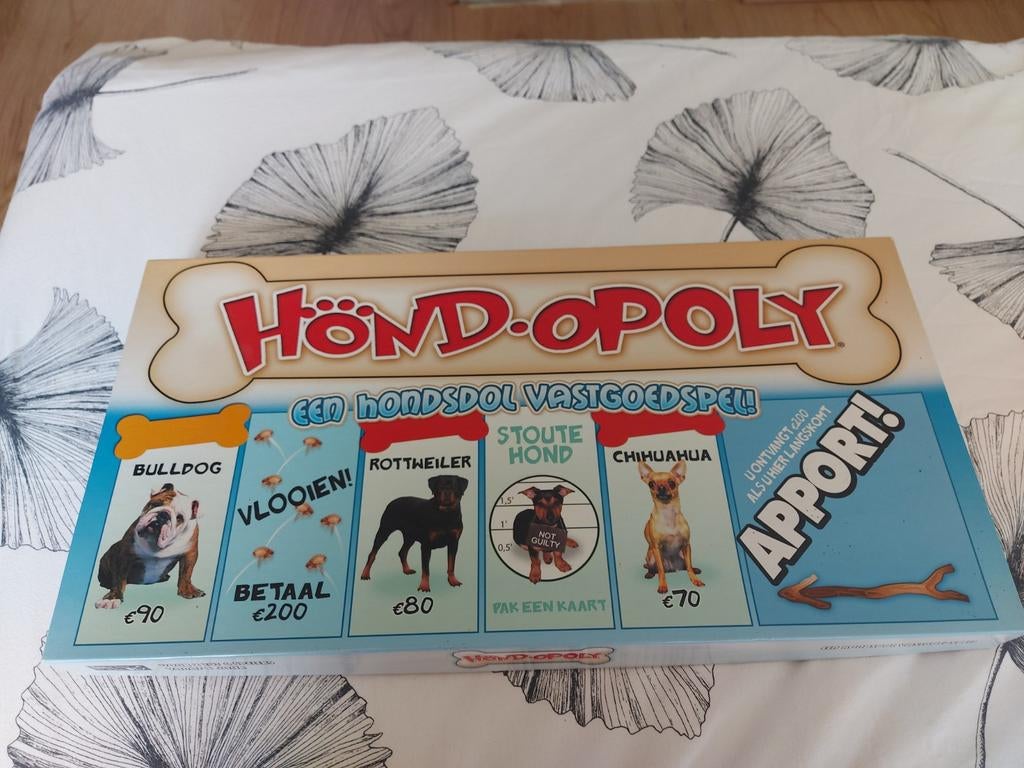 HÖND-OPOLY
EEN HONDSDOL VASTGOEDSPEL!
BULLDOG
€90
VLOOIEN!
BETAAL
€200
ROTTWEILER
€80
STOUTE
HOND
1,5'
1'
0,5'
NOT
GUILTY
PAK EEN KAART
CHIHUAHUA
€70
U ONTVANGT €200
ALS U HIER LANGSKOMT
APPORT!
HÖND-OPOLY